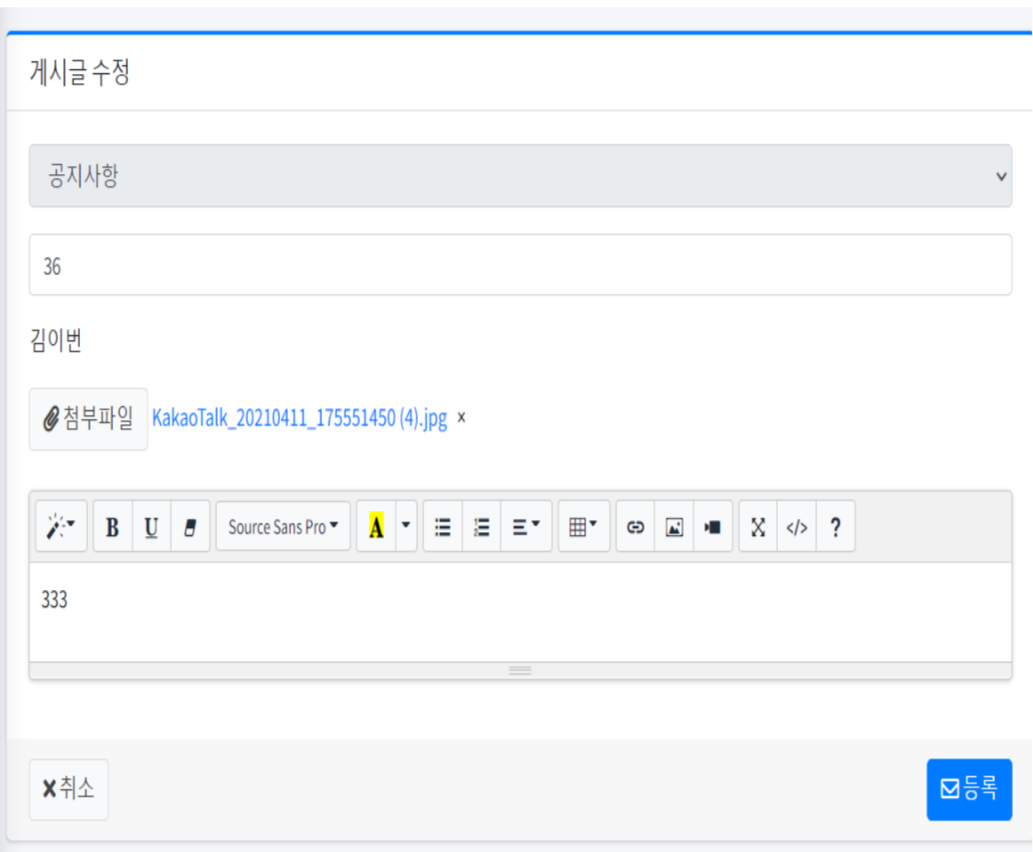 게시글 수정
공지사항
36
김이번
첨부파일 KakaoTalk_20210411_175551450 (4).jpg x
B U Source Sans Pro A </> ?
333
취소
등록